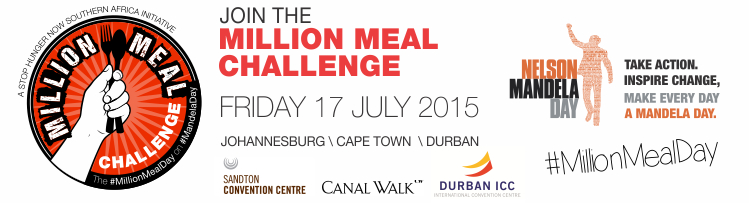 A STOP HUNGER NOW SOUTHERN AFRICA INITIATIVE
MILLION MEAL
CHALLENGE
The #MillionMealDay on #MandelaDay
JOIN THE
MILLION MEAL
CHALLENGE
FRIDAY 17 JULY 2015
JOHANNESBURG \ CAPE TOWN \ DURBAN
SANDTON
CONVENTION CENTRE
CANAL WALK
DURBAN ICC
INTERNATIONAL CONVENTION CENTRE
NELSON
MANDELA
DAY
TAKE ACTION.
INSPIRE CHANGE,
MAKE EVERY DAY
A MANDELA DAY.
#MillionMealDay